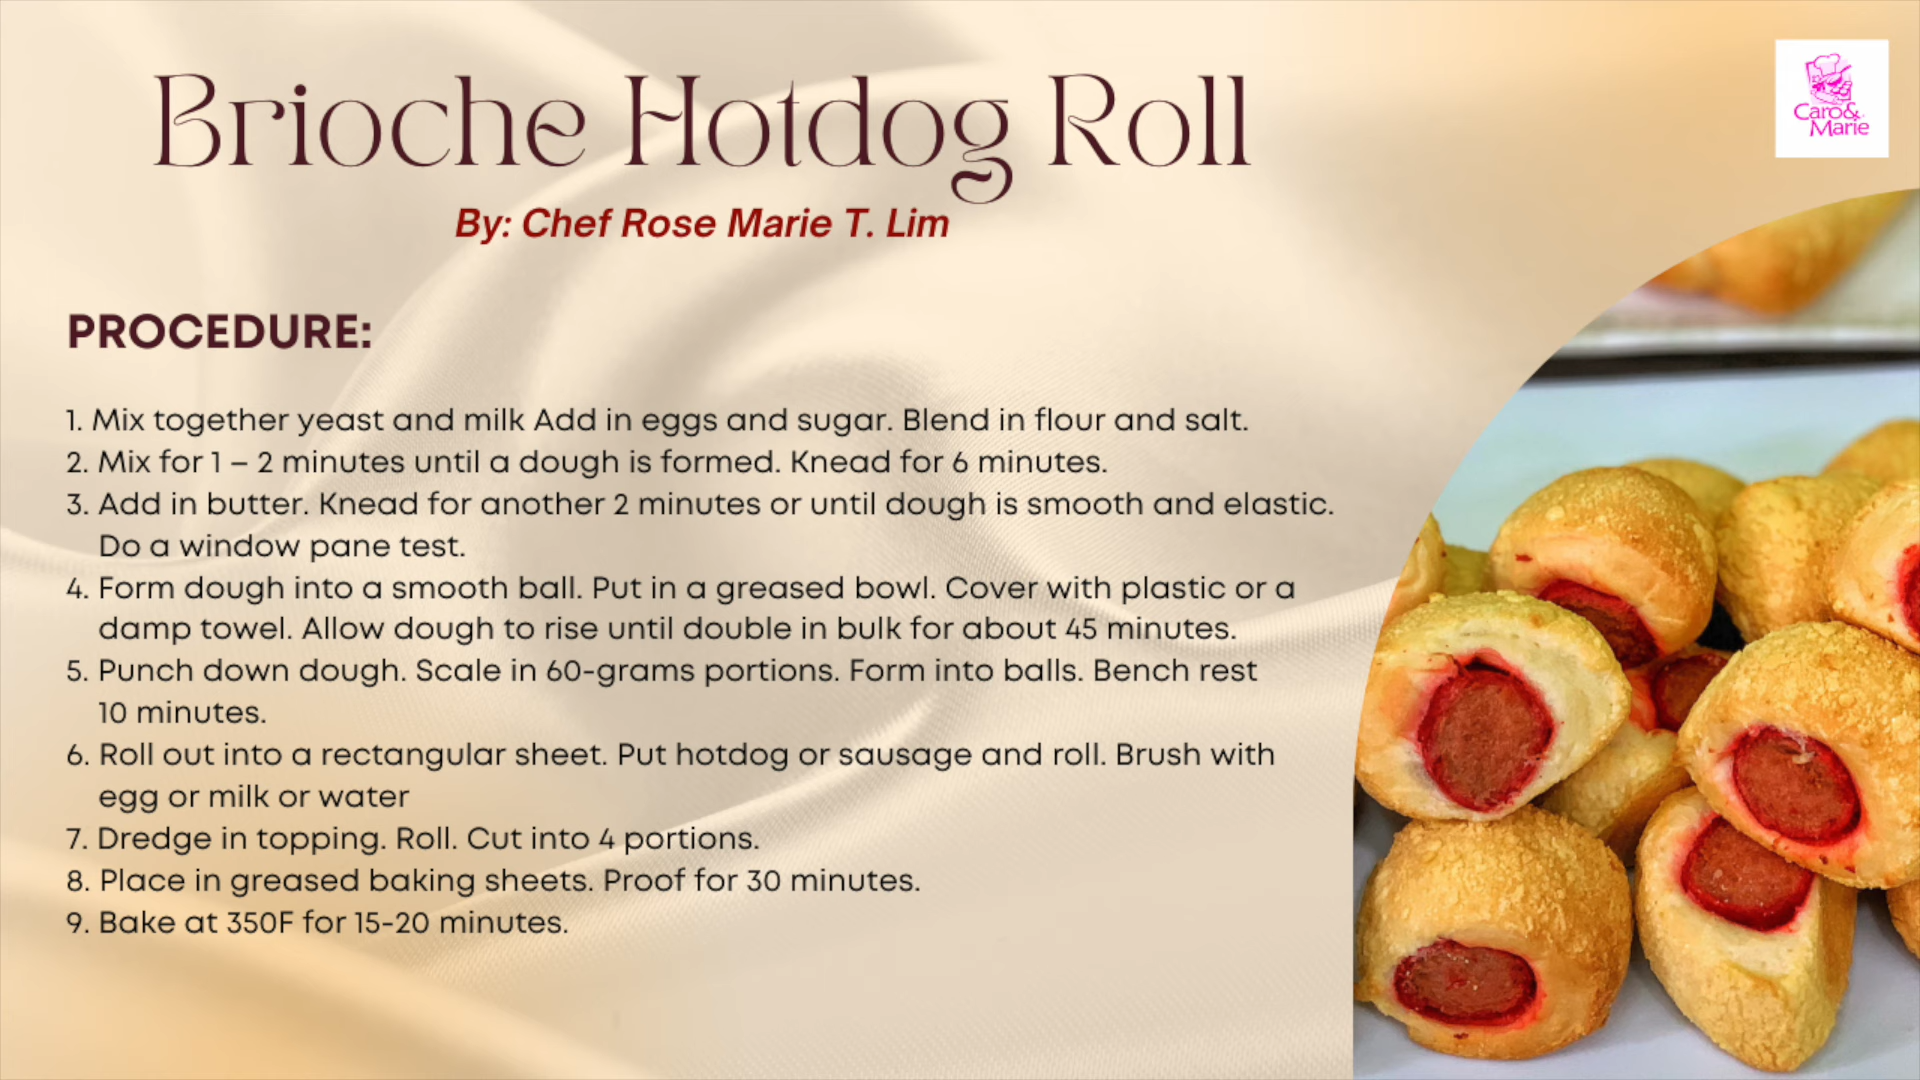 Brioche Hotdog Roll
Caro&
Marie
By: Chef Rose Marie T. Lim
PROCEDURE:
1. Mix together yeast and milk Add in eggs and sugar. Blend in flour and salt.
2. Mix for 1 – 2 minutes until a dough is formed. Knead for 6 minutes.
3. Add in butter. Knead for another 2 minutes or until dough is smooth and elastic.
Do a window pane test.
4. Form dough into a smooth ball. Put in a greased bowl. Cover with plastic or a
damp towel. Allow dough to rise until double in bulk for about 45 minutes.
5. Punch down dough. Scale in 60-grams portions. Form into balls. Bench rest
10 minutes.
6. Roll out into a rectangular sheet. Put hotdog or sausage and roll. Brush with
egg or milk or water
7. Dredge in topping. Roll. Cut into 4 portions.
8. Place in greased baking sheets. Proof for 30 minutes.
9. Bake at 350F for 15-20 minutes.